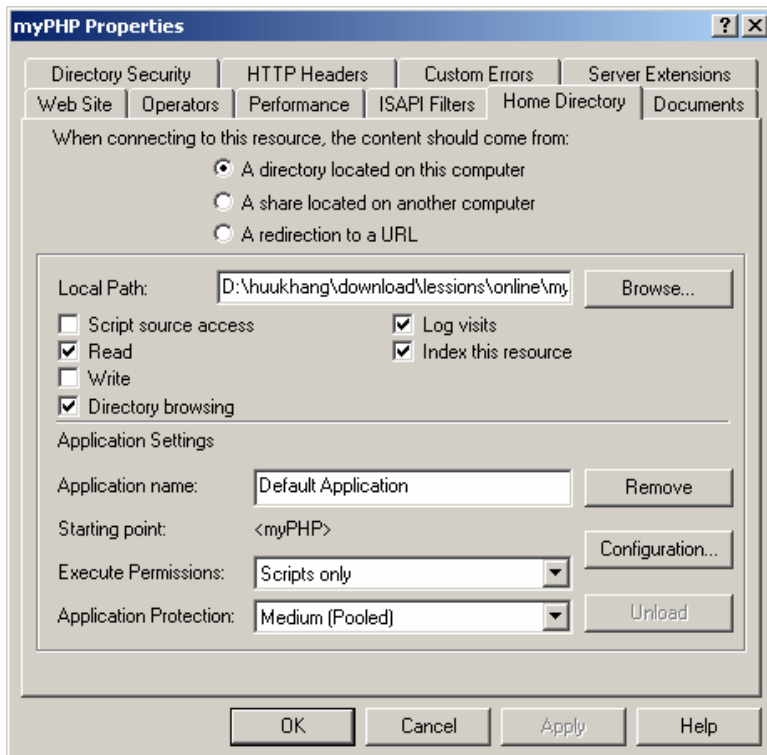 myPHP Properties
Directory Security HTTP Headers Custom Errors Server Extensions
Web Site Operators Performance ISAPI Filters Home Directory Documents
When connecting to this resource, the content should come from:
A directory located on this computer
A share located on another computer
A redirection to a URL
Local Path: D:\huukhang\download\lessions\online\my Browse...
Script source access Log visits
Read Index this resource
Write
Directory browsing
Application Settings
Application name: Default Application Remove
Starting point: <myPHP>
Configuration...
Execute Permissions: Scripts only
Application Protection: Medium (Pooled) Unload
OK Cancel Apply Help